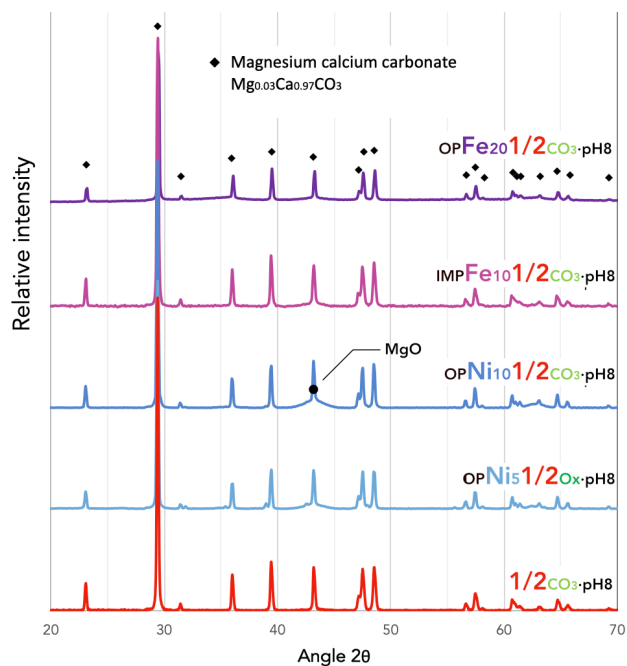 Magnesium calcium carbonate
Mg0.03Ca0.97CO3
OPFe201/2CO3·pH8
IMPFe101/2CO3·pH8
MgO
OPNi101/2CO3·pH8
OPNi51/2Ox·pH8
1/2CO3·pH8
Relative intensity
20 30 40 50 60 70
Angle 2θ